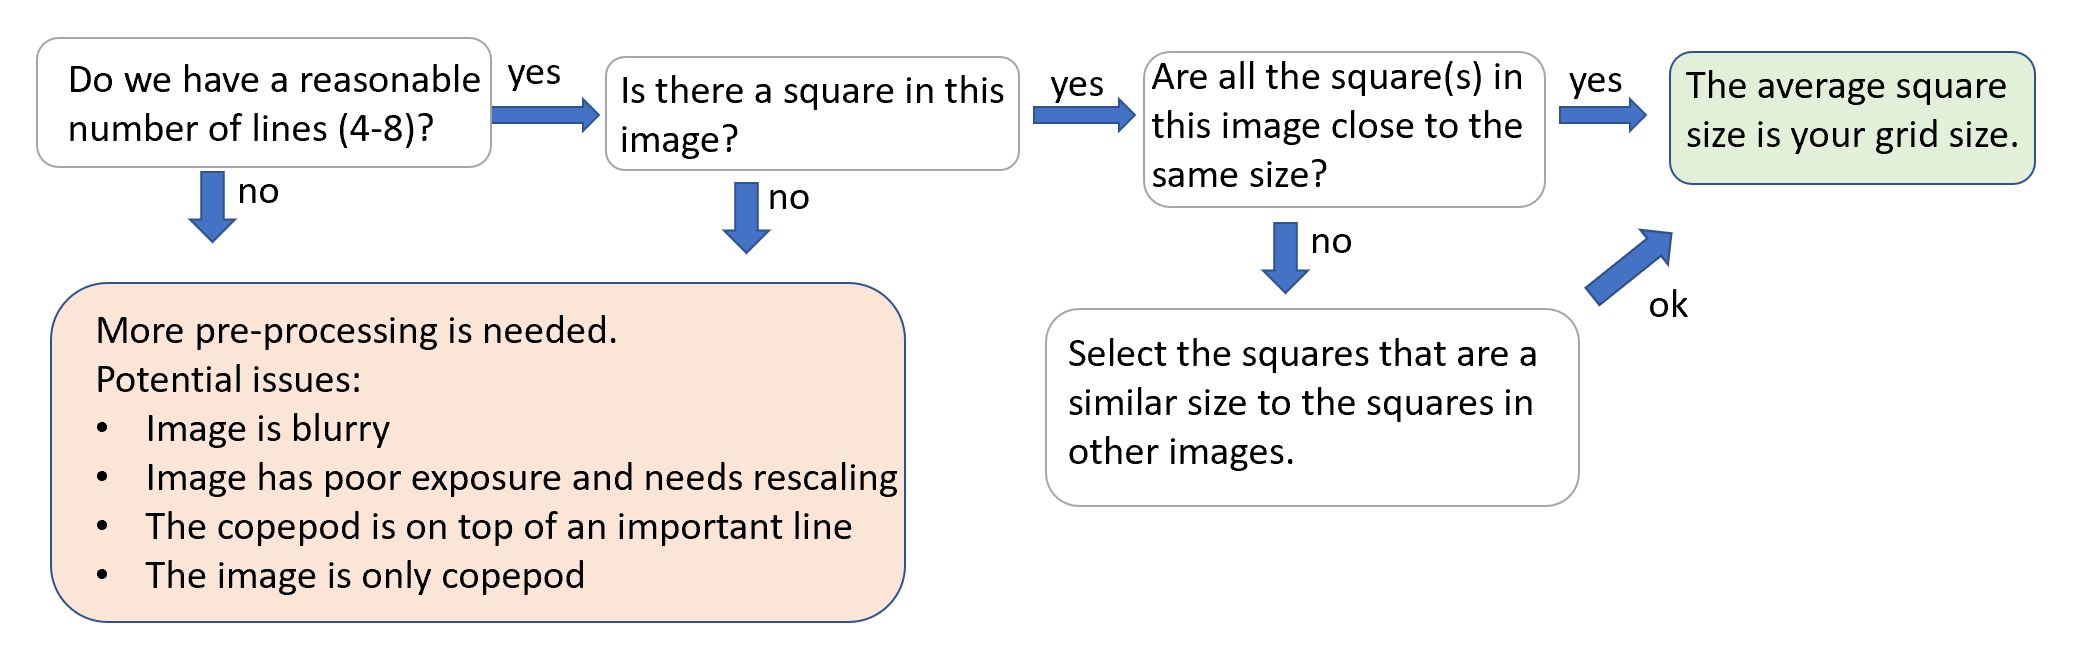 Do we have a reasonable
number of lines (4-8)?
yes
Is there a square in this
image?
yes
Are all the square(s) in
this image close to the
same size?
yes
The average square
size is your grid size.
no
no
no
ok
More pre-processing is needed.
Potential issues:
• Image is blurry
• Image has poor exposure and needs rescaling
• The copepod is on top of an important line
• The image is only copepod
Select the squares that are a
similar size to the squares in
other images.